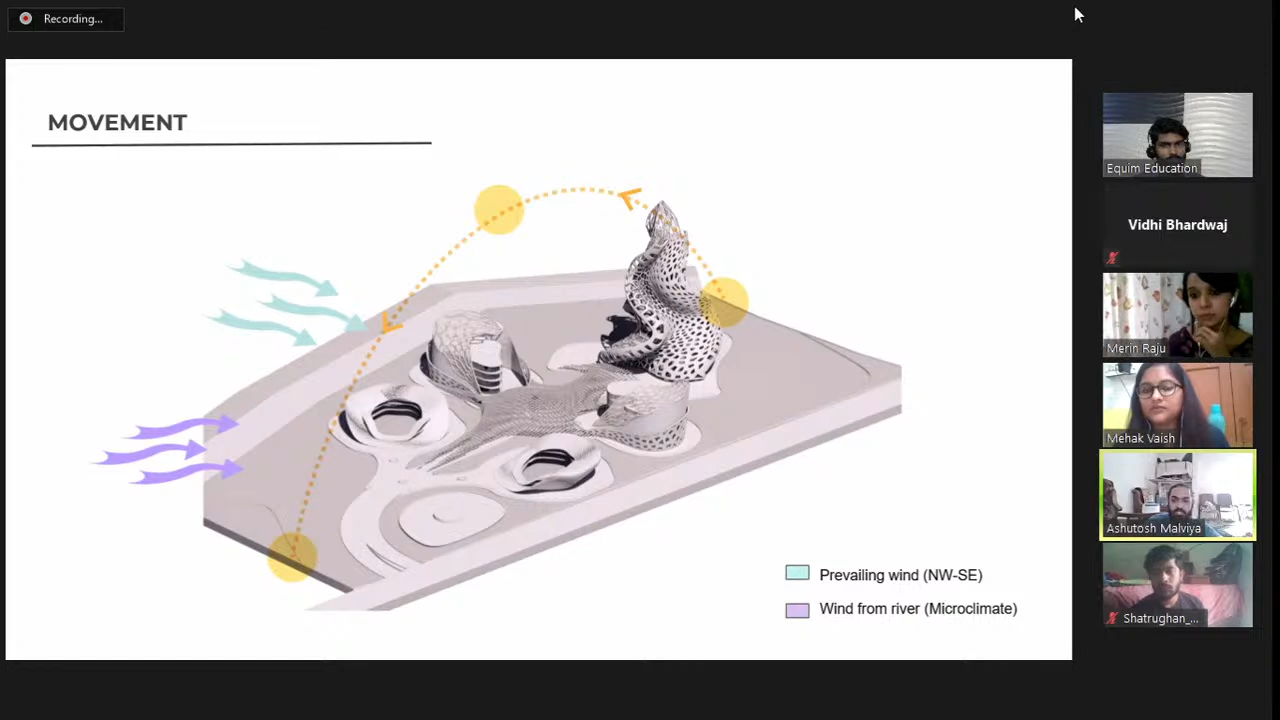 Recording...
MOVEMENT
Equim Education
Vidhi Bhardwaj
Merin Raju
Mehak Vaish
Ashutosh Malviya
Shatrughan_...
Prevailing wind (NW-SE)
Wind from river (Microclimate)